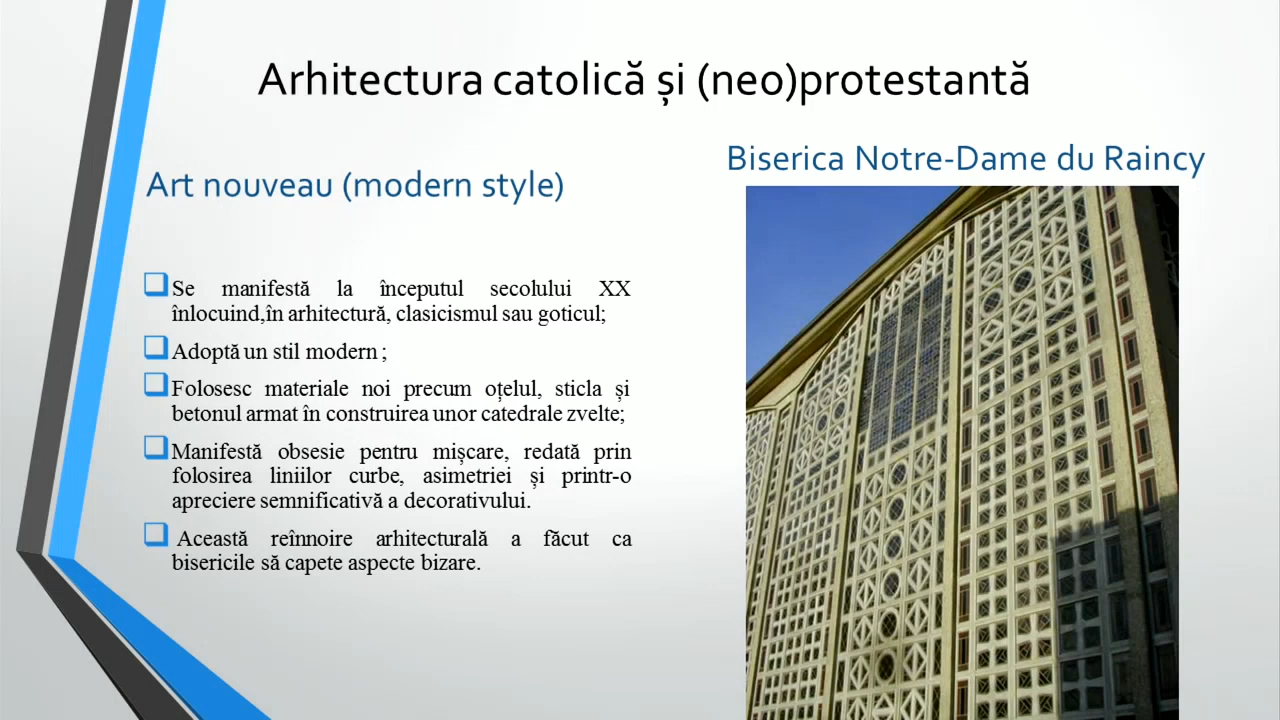 Arhitectura catolică și (neo)protestantă
Art nouveau (modern style)
Se manifestă la începutul secolului XX
înlocuind,în arhitectură, clasicismul sau goticul;
Adoptă un stil modern ;
Folosesc materiale noi precum oțelul, sticla și
betonul armat în construirea unor catedrale zvelte;
Manifestă obsesie pentru mișcare, redată prin
folosirea liniilor curbe, asimetriei și printr-o
apreciere semnificativă a decorativului.
Această reînnoire arhitecturală a făcut ca
bisericile să capete aspecte bizare.
Biserica Notre-Dame du Raincy